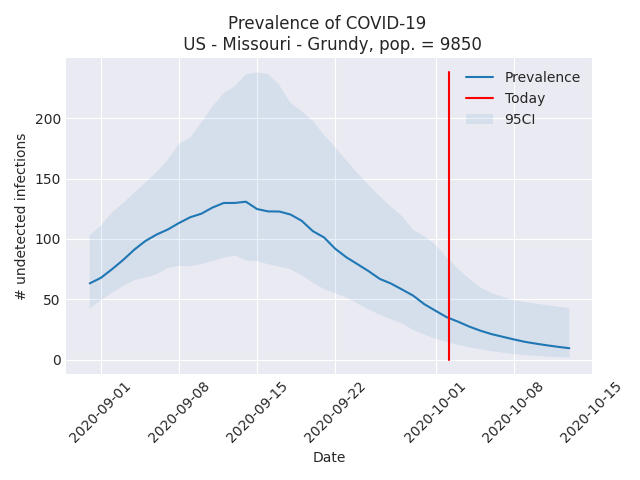 Prevalence of COVID-19
US - Missouri - Grundy, pop. = 9850
Prevalence
Today
95CI
# undetected infections
200
150
100
50
0
2020-09-01
2020-09-08
2020-09-15
2020-09-22
2020-10-01
2020-10-08
2020-10-15
Date